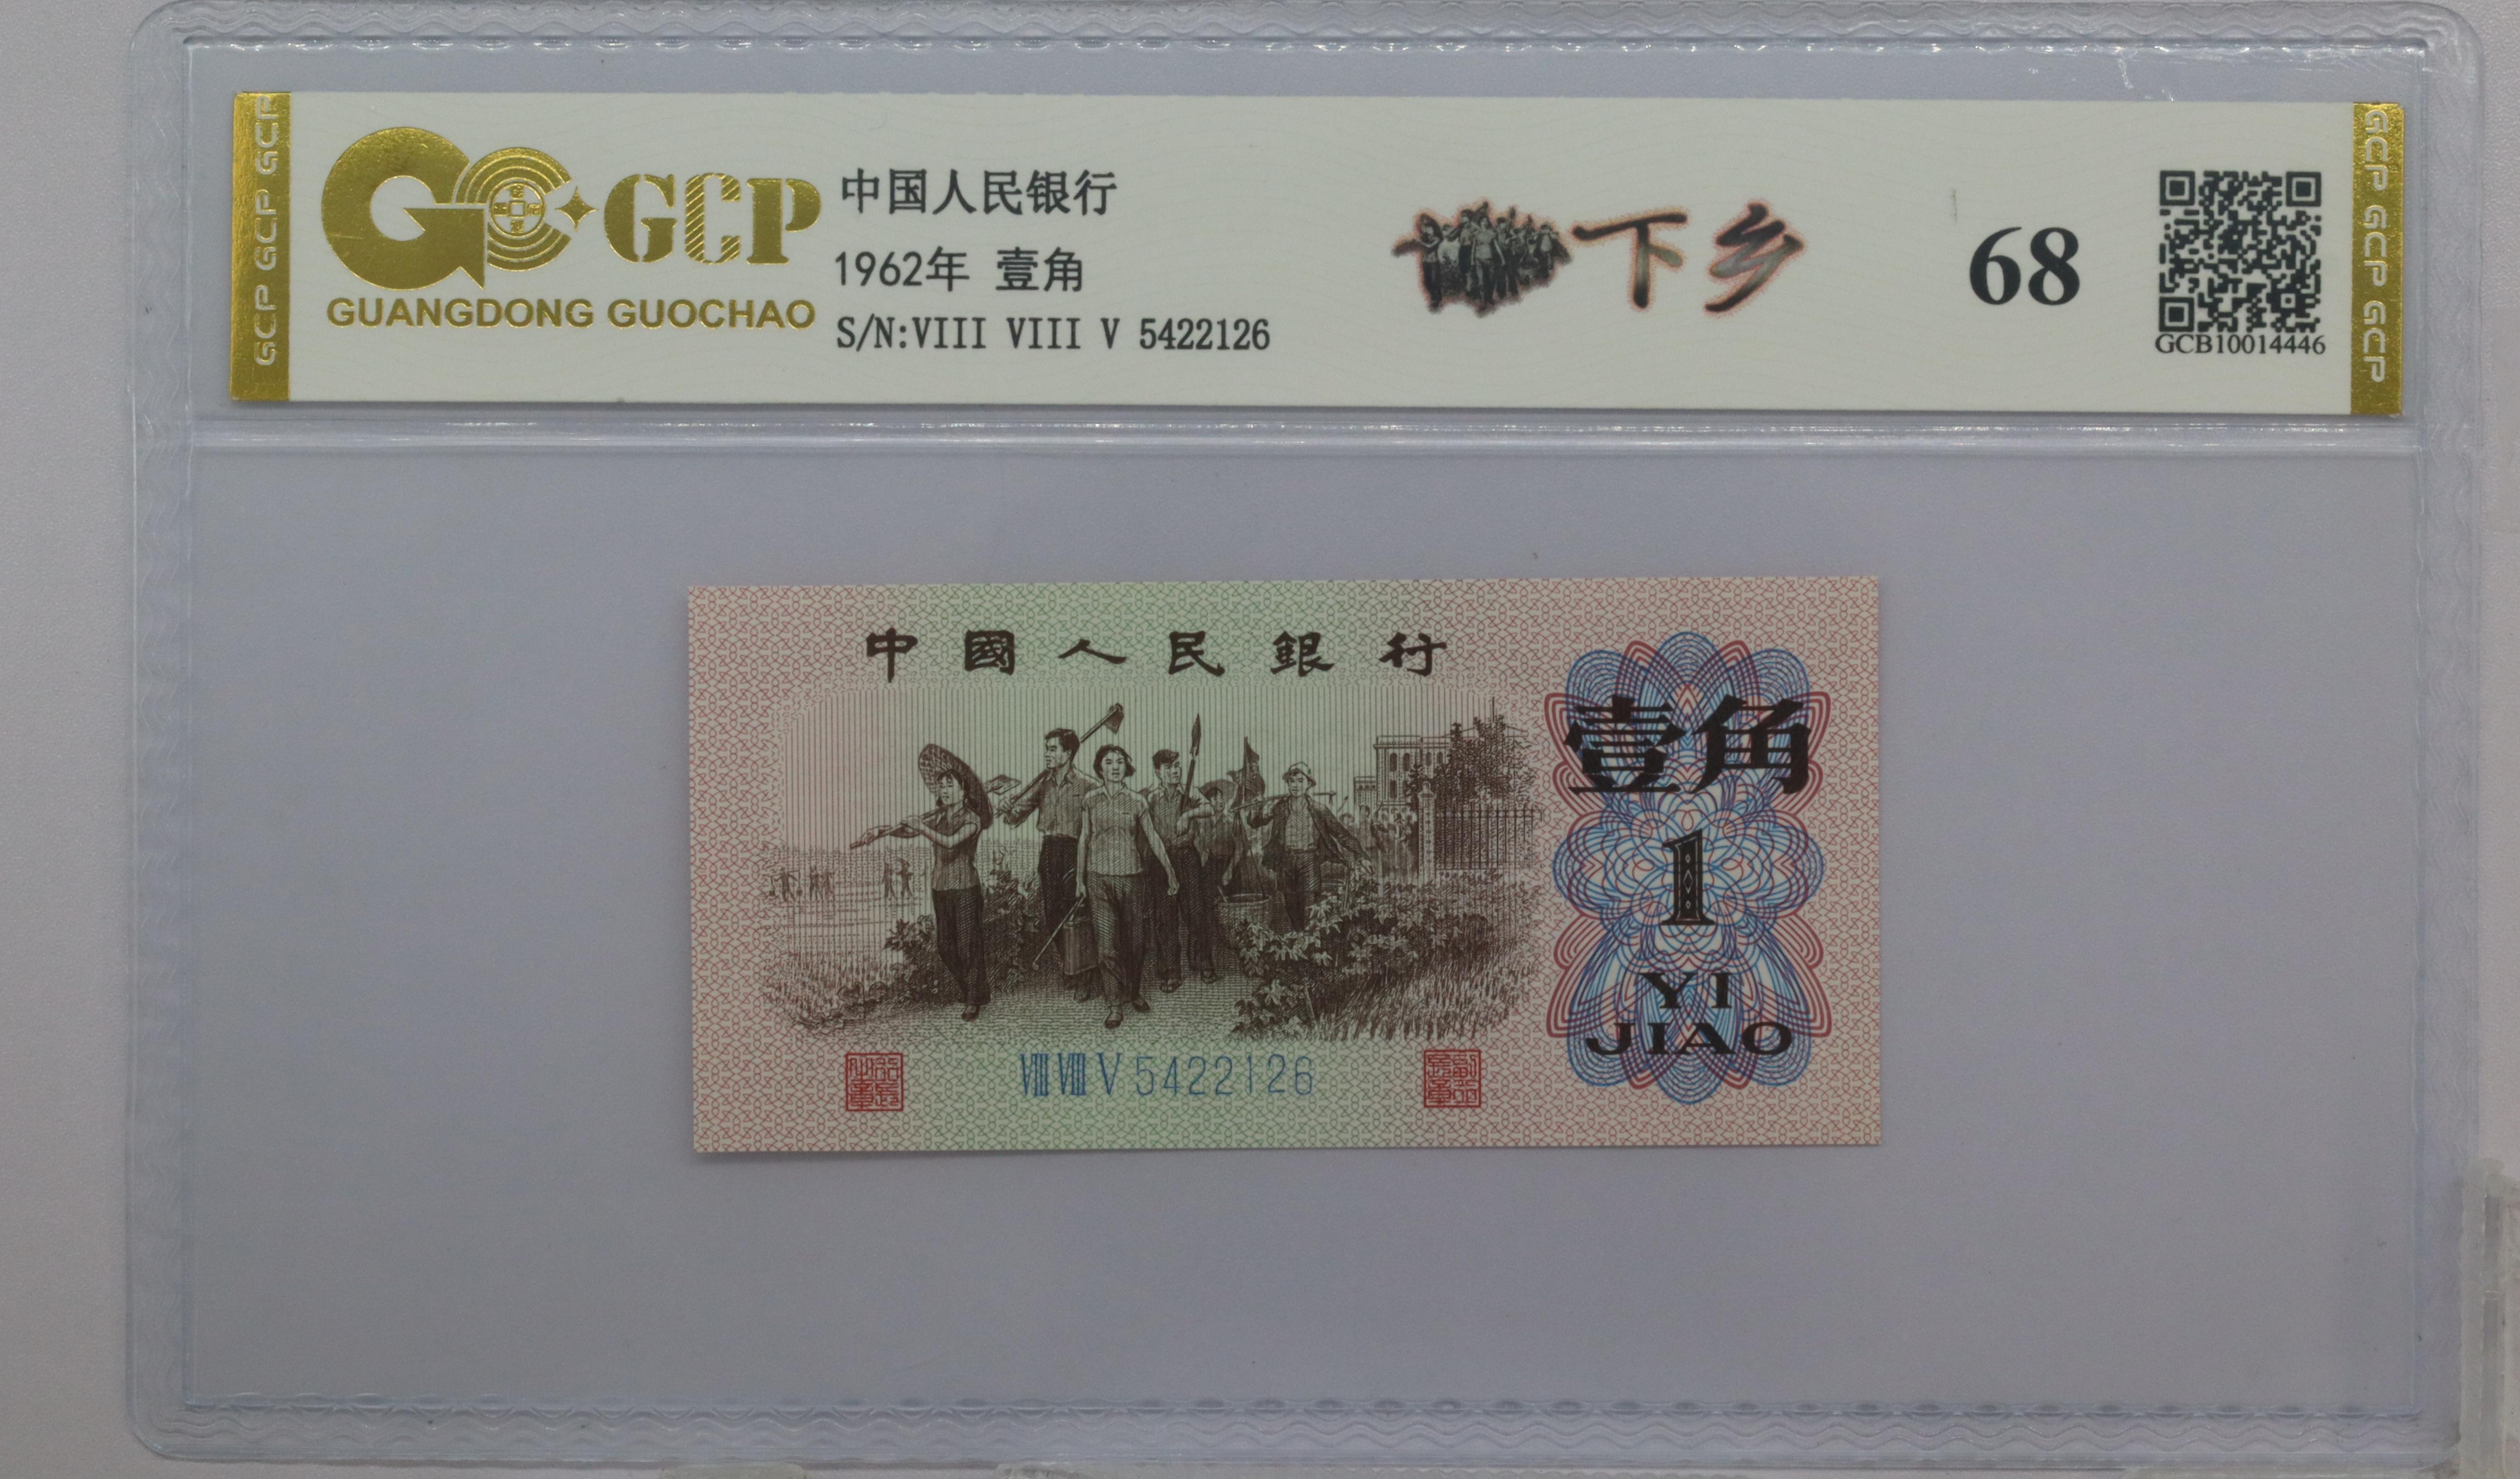 GCP GCP GCP
GCP
GUANGDONG GUOCHAO
中国人民银行
1962年 壹角
S/N:VIII VIII V 5422126
下乡
68
GCB10014446
GCP GCP GCP
中國人民銀行
壹角
1
YI
JIAO
VIII VIII V 5422126